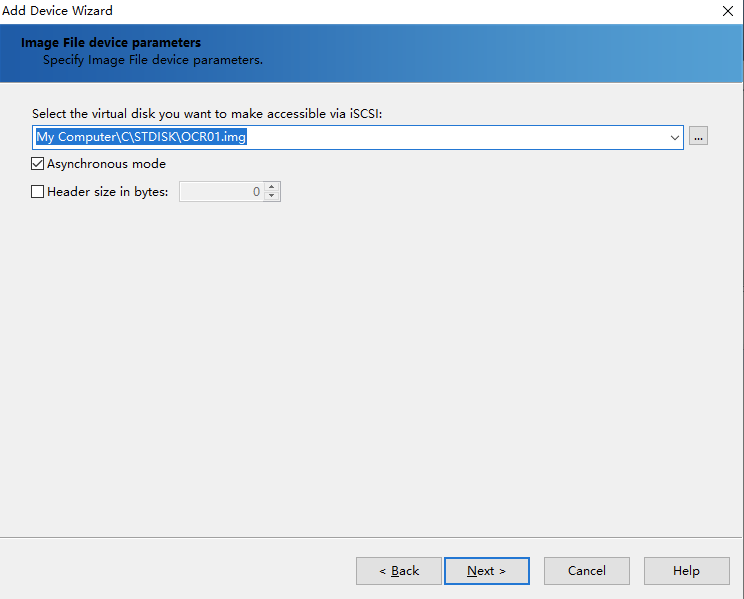 Add Device Wizard
Image File device parameters
Specify Image File device parameters.
Select the virtual disk you want to make accessible via iSCSI:
My Computer\C\STDISK\OCR01.img
...
Asynchronous mode
Header size in bytes: 0
< Back Next > Cancel Help